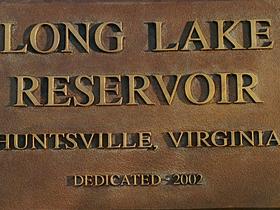 LONG LAKE
RESERVOIR
HUNTSVILLE, VIRGINIA
DEDICATED - 2002